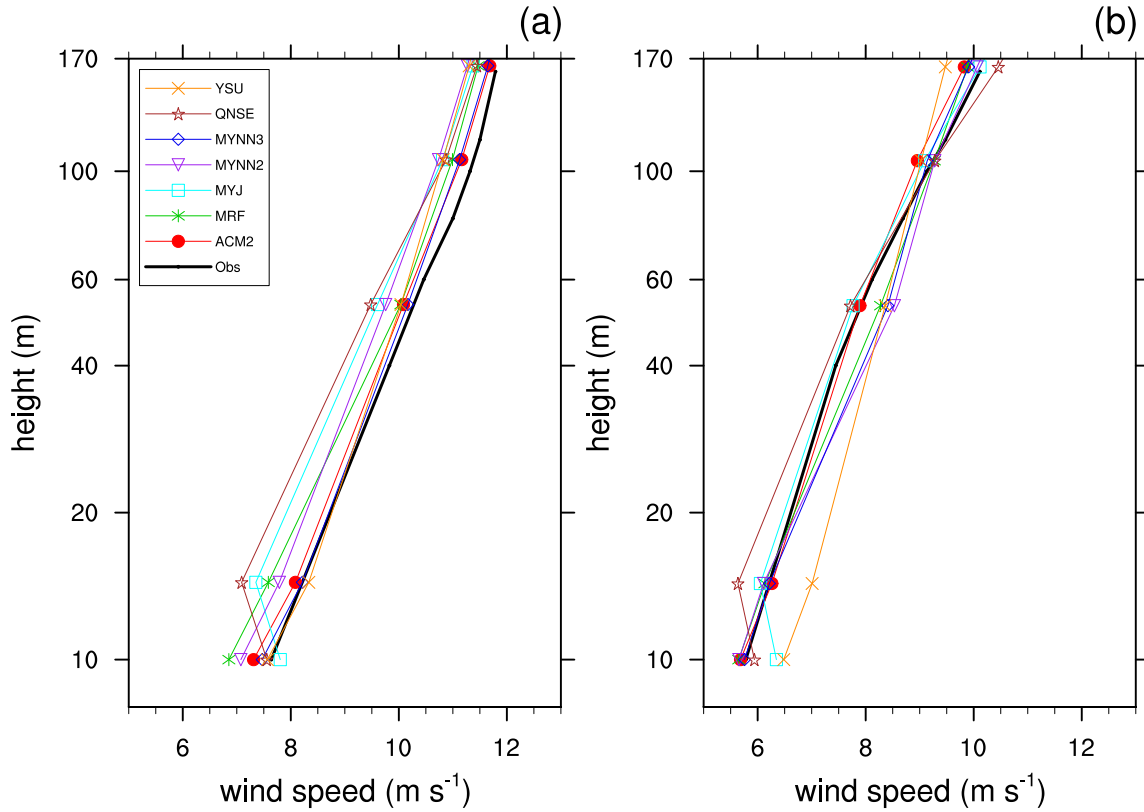 (a)
170
100
60
40
20
10
height (m)
YSU
QNSE
MYNN3
MYNN2
MYJ
MRF
ACM2
Obs
6 8 10 12
wind speed (m s⁻¹)
(b)
170
100
60
40
20
10
height (m)
6 8 10 12
wind speed (m s⁻¹)